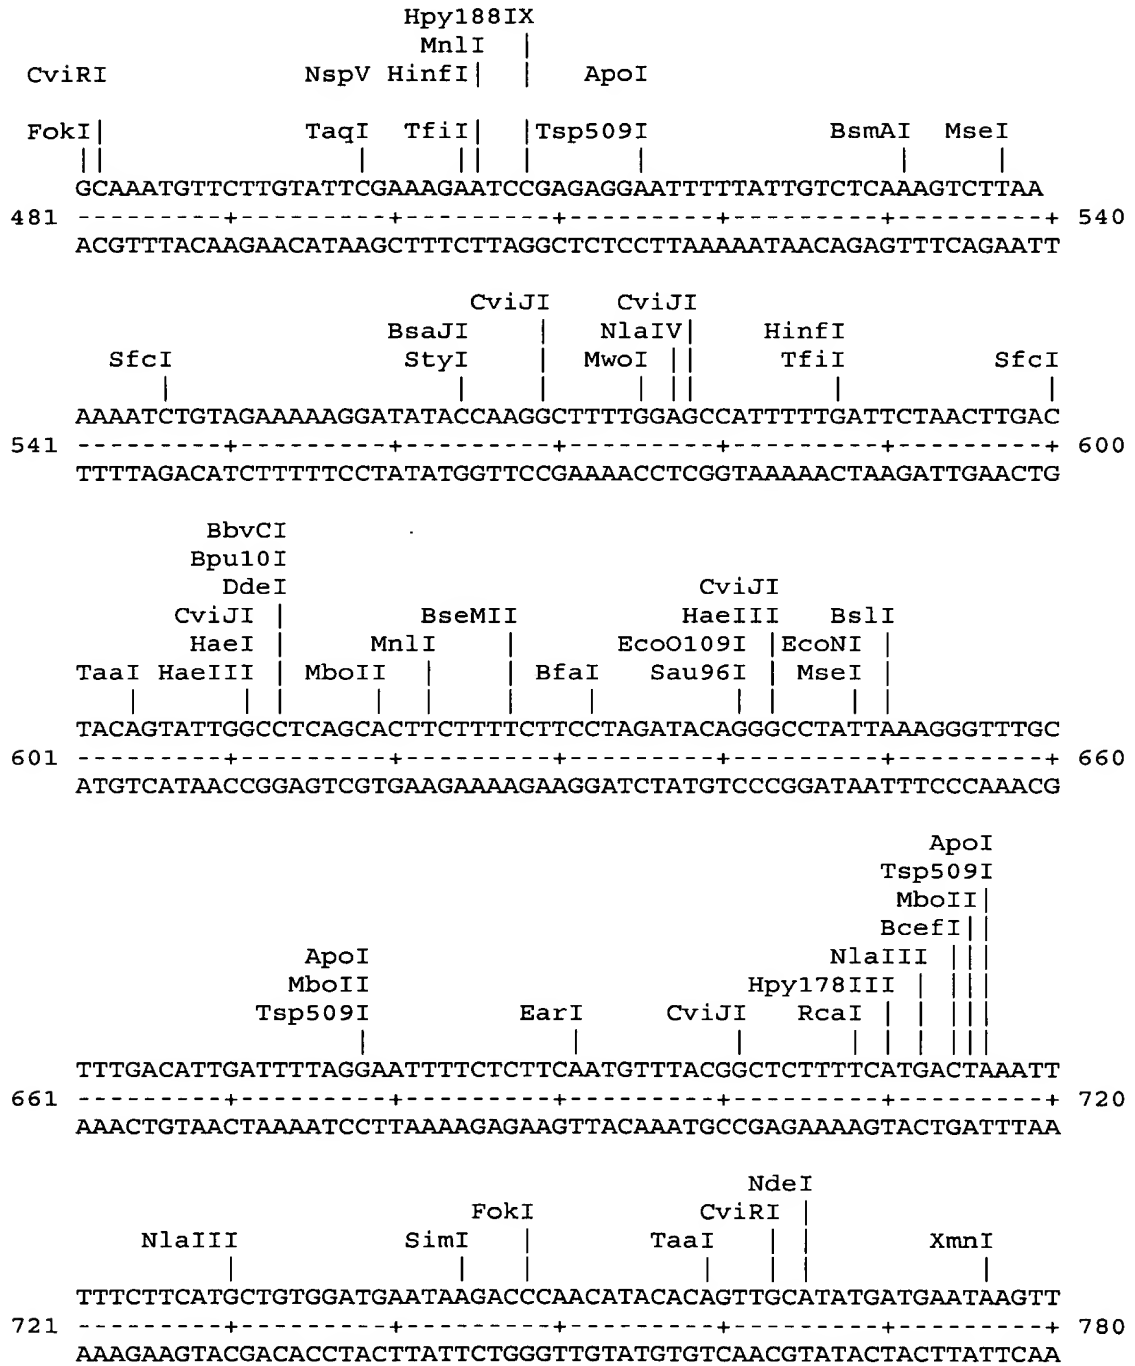 Hpy188IX
MnlI
CviRI NspV HinfI ApoI
FokI TaqI TfiI Tsp509I BsmAI MseI
GCAAATGTTCTTGTATTCGAAAGAATCCGAGAGGAATTTTTATTGTCTCAAAGTCTTAA
481 ---------+---------+---------+---------+---------+---------+ 540
ACGTTTACAAGAACATAAGCTTTCTTAGGCTCTCCTTAAAAATAACAGAGTTTCAGAATT
CviJI CviJI
BsaJI NlaIV HinfI
SfcI StyI MwoI TfiI SfcI
AAAATCTGTAGAAAAAGGATATACCAAGGCTTTTGGAGCCATTTTTGATTCTAACTTGAC
541 ---------+---------+---------+---------+---------+---------+ 600
TTTTAGACATCTTTTTCCTATATGGTTCCGAAAACCTCGGTAAAAACTAAGATTGAACTG
BbvCI
Bpu10I
DdeI CviJI
CviJI BseMII HaeIII BslI
HaeI MnlI EcoO109I EcoNI
TaaI HaeIII MboII BfaI Sau96I MseI
TACAGTATTGGCCTCAGCACTTCTTTTCTTCCTAGATACAGGGCCTATTAAAGGGTTTGC
601 ---------+---------+---------+---------+---------+---------+ 660
ATGTCATAACCGGAGTCGTGAAGAAAAGAAGGATCTATGTCCCGGATAATTTCCCAAACG
ApoI
Tsp509I
MboII
BcefI
ApoI NlaIII
MboII Hpy178III
Tsp509I EarI CviJI RcaI
TTTGACATTGATTTTAGGAATTTTCTCTTCAATGTTTACGGCTCTTTTCATGACTAAATT
661 ---------+---------+---------+---------+---------+---------+ 720
AAACTGTAACTAAAATCCTTAAAAGAGAAGTTACAAATGCCGAGAAAAGTACTGATTTAA
NdeI
FokI CviRI
NlaIII SimI TaaI XmnI
TTTCTTCATGCTGTGGATGAATAAGACCCAACATACACAGTTGCATATGATGAATAAGTT
721 ---------+---------+---------+---------+---------+---------+ 780
AAAGAAGTACGACACCTACTTATTCTGGGTTGTATGTGTCAACGTATACTACTTATTCAA